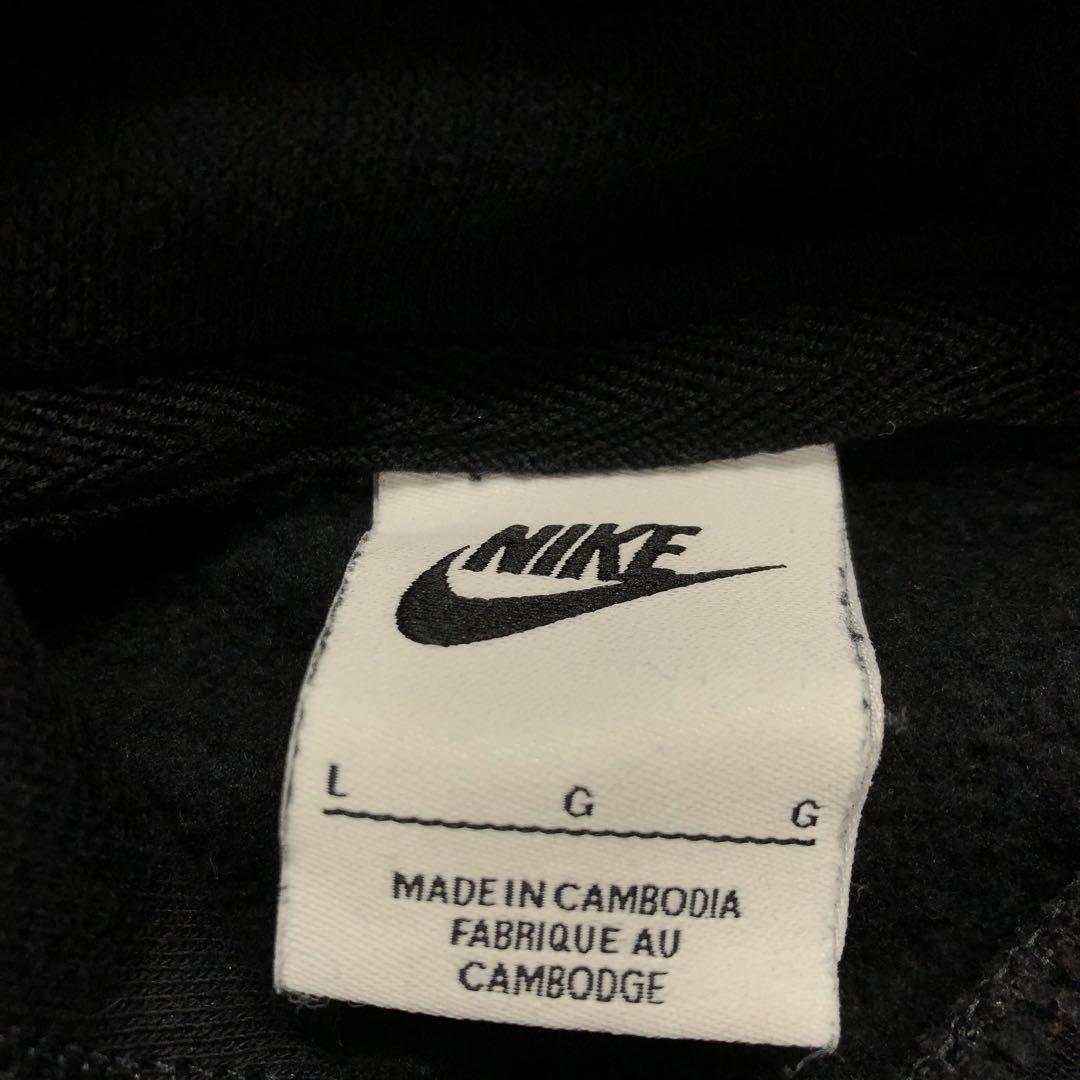 NIKE
L G G
MADE IN CAMBODIA
FABRIQUE AU
CAMBODGE